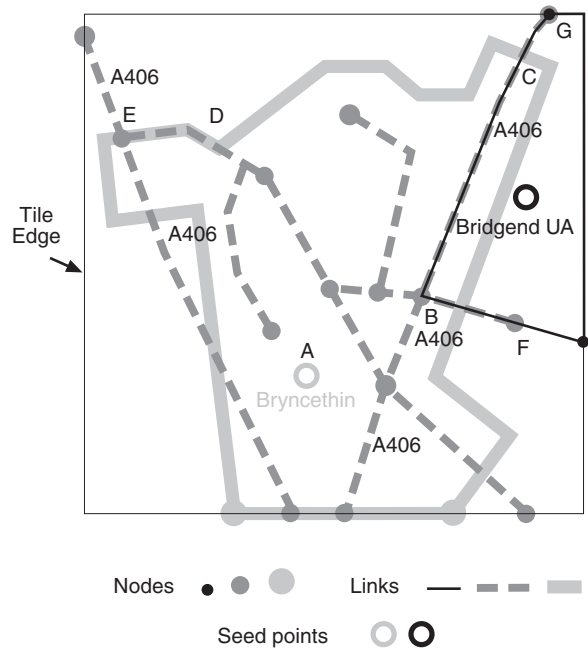 G
A406
C
E
D
A406
Tile
Edge
A406
Bridgend UA
B
A406
F
A
Bryncethin
A406
Nodes
Links
Seed points